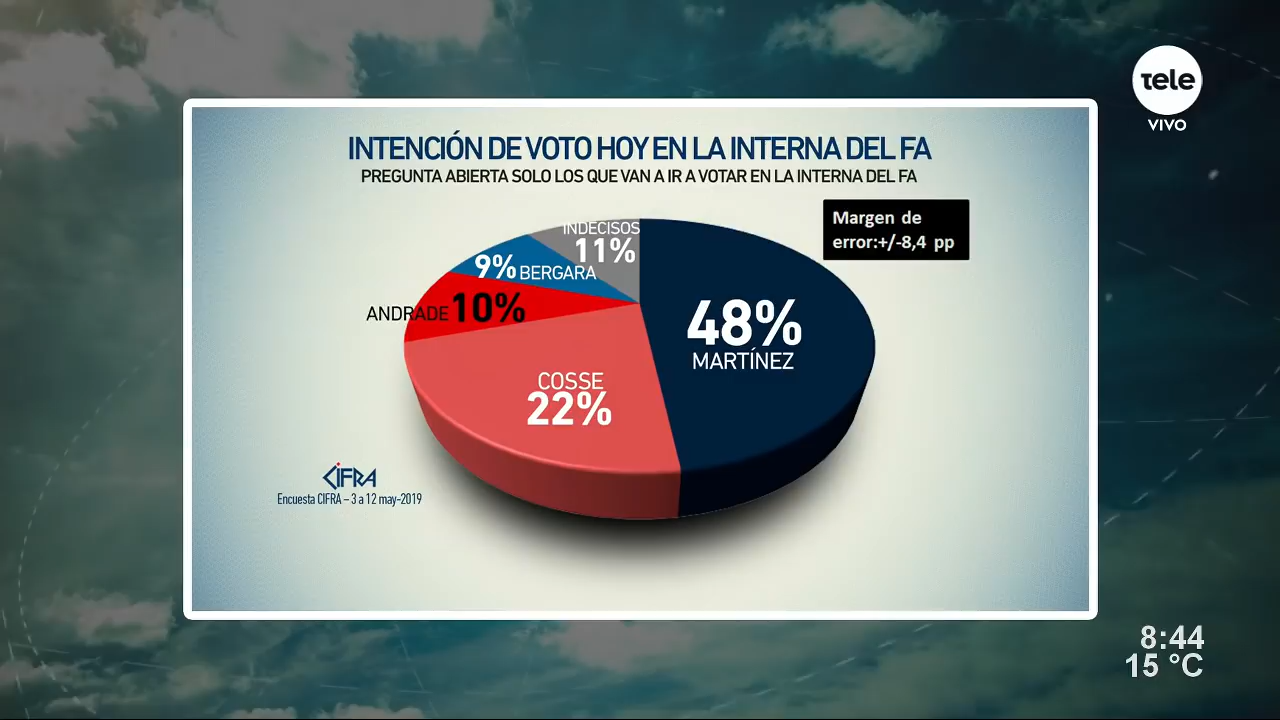 tele
VIVO
INTENCIÓN DE VOTO HOY EN LA INTERNA DEL FA
PREGUNTA ABIERTA SOLO LOS QUE VAN A IR A VOTAR EN LA INTERNA DEL FA
Margen de
error:+/-8,4 pp
INDECISOS
11%
9% BERGARA
ANDRADE 10%
48%
MARTÍNEZ
COSSE
22%
CIFRA
Encuesta CIFRA – 3 a 12 may-2019
8:44
15 °C